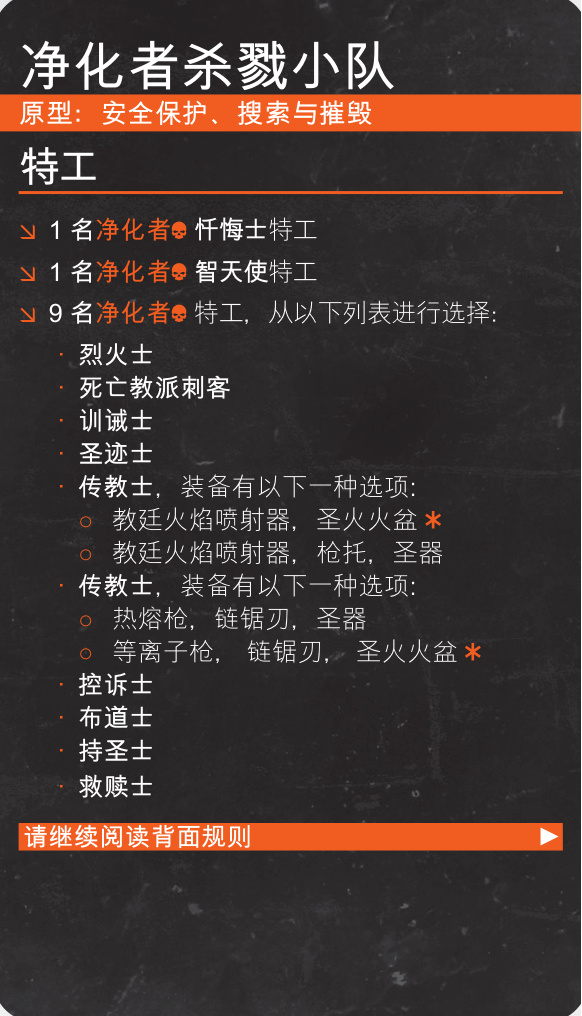 净化者杀戮小队
原型：安全保护、搜索与摧毁
特工
↘ 1 名净化者💀 忏悔士特工
↘ 1 名净化者💀 智天使特工
↘ 9 名净化者💀 特工，从以下列表进行选择：
· 烈火士
· 死亡教派刺客
· 训诫士
· 圣迹士
· 传教士，装备有以下一种选项：
○ 教廷火焰喷射器，圣火火盆*
○ 教廷火焰喷射器，枪托，圣器
· 传教士，装备有以下一种选项：
○ 热熔枪，链锯刃，圣器
○ 等离子枪， 链锯刃， 圣火火盆*
· 控诉士
· 布道士
· 持圣士
· 救赎士
请继续阅读背面规则 ▶